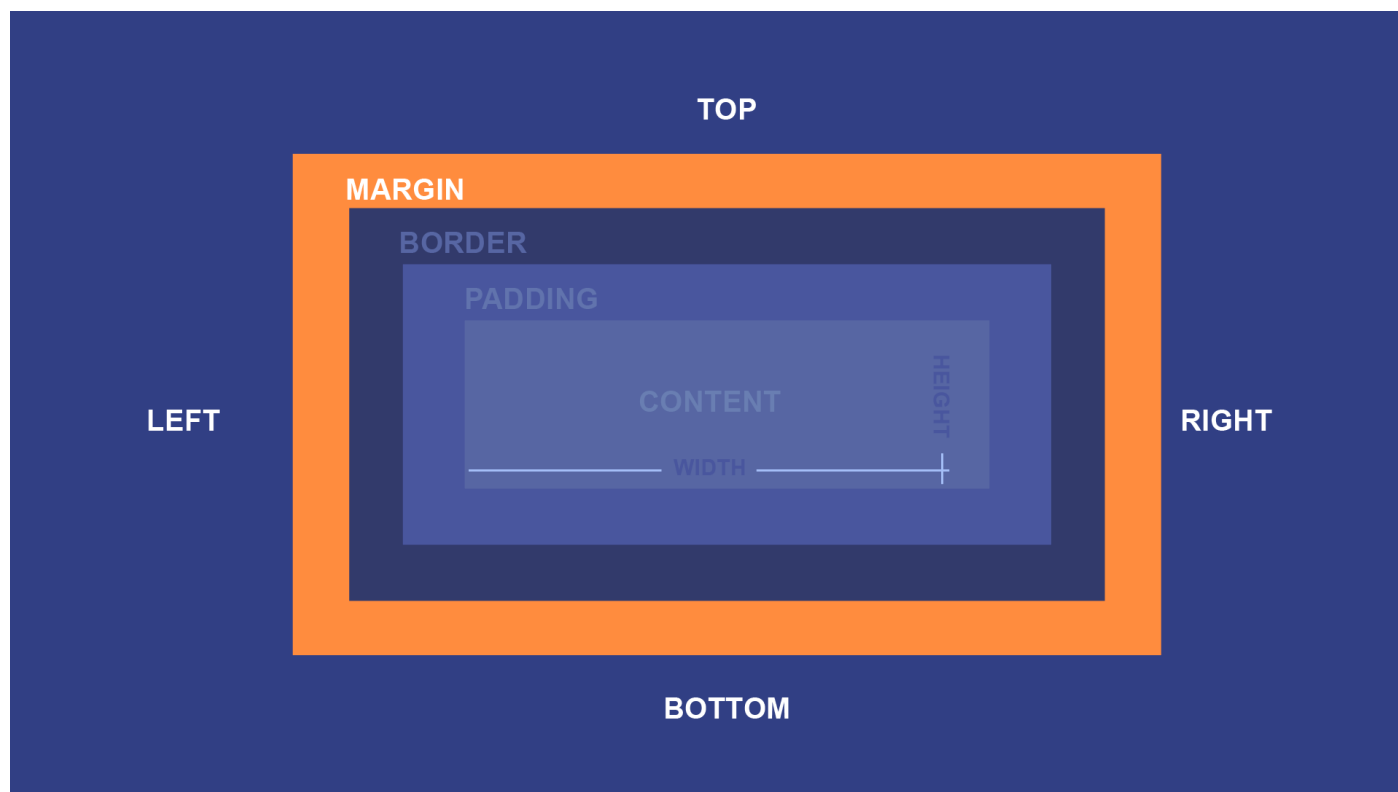 TOP
MARGIN
BORDER
PADDING
HEIGHT
CONTENT
LEFT
RIGHT
WIDTH
BOTTOM